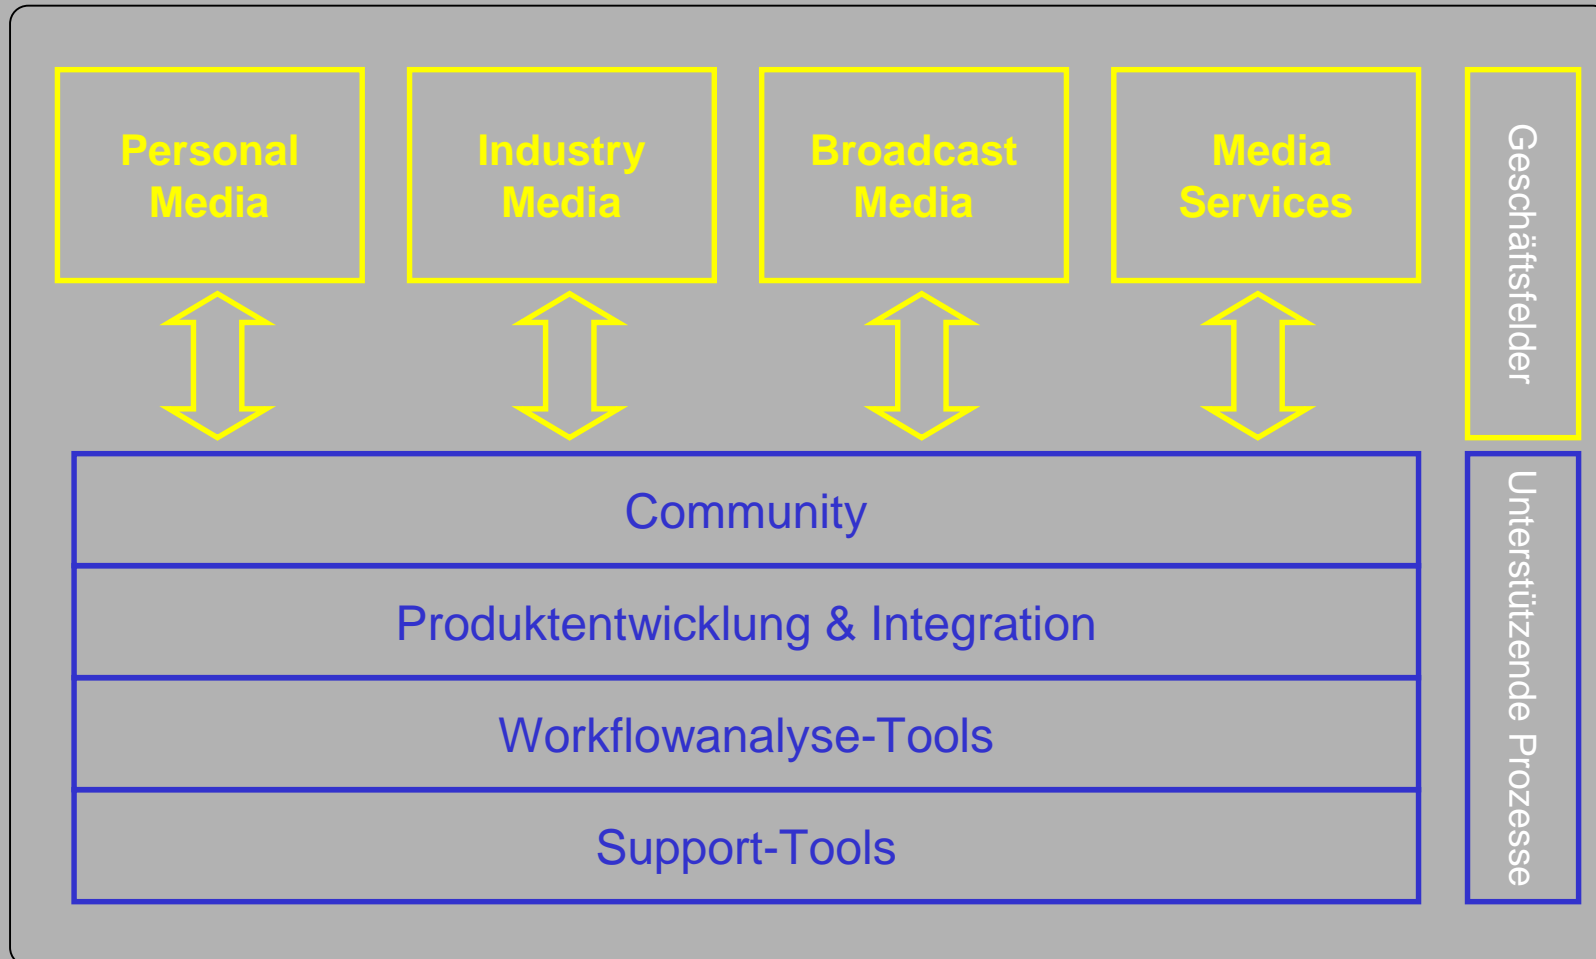 Personal
Media
Industry
Media
Broadcast
Media
Media
Services
Geschäftsfelder
Community
Produktentwicklung & Integration
Workflowanalyse-Tools
Support-Tools
Unterstützende Prozesse